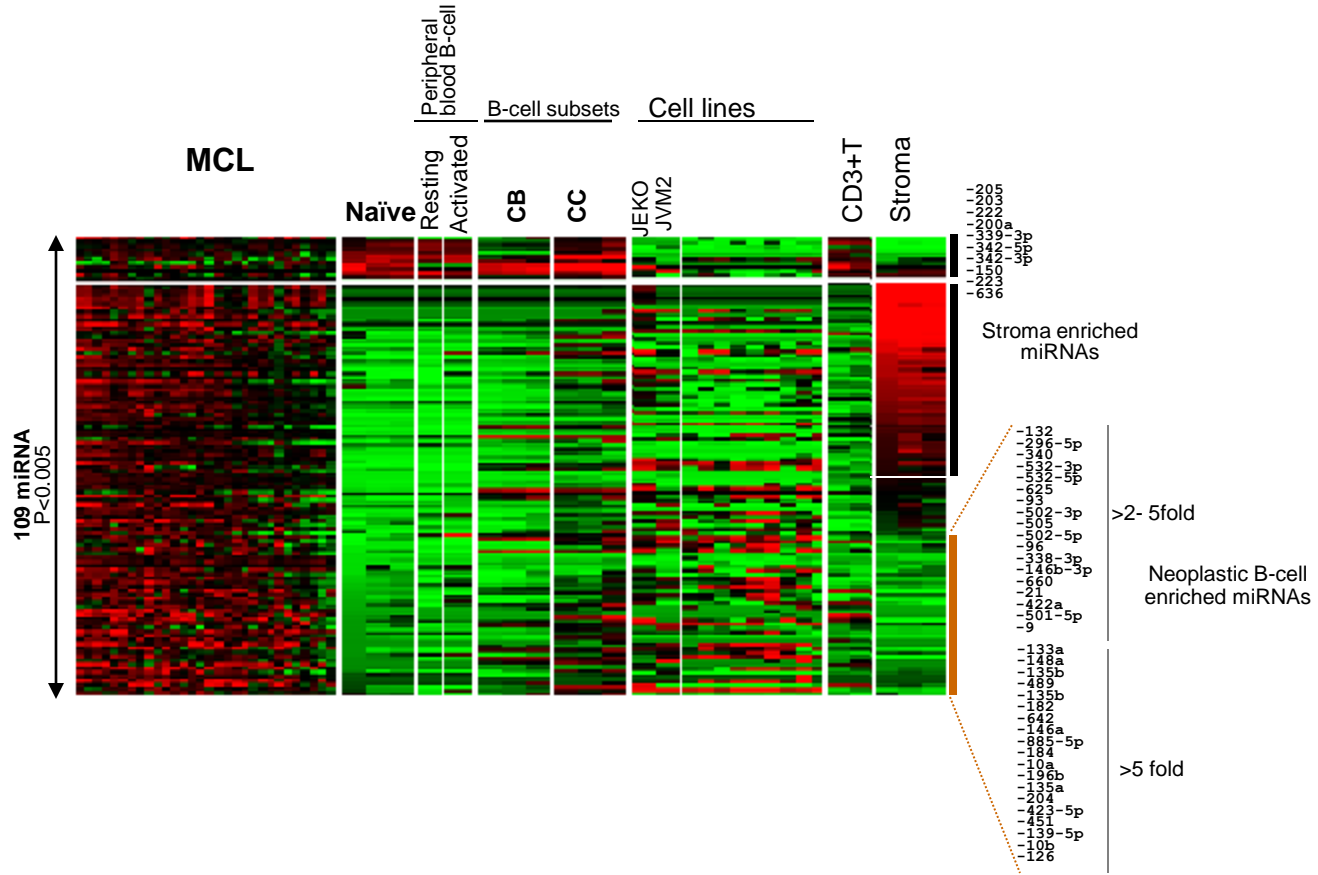 Peripheral
blood B-cell
B-cell subsets
Cell lines
MCL
Naïve
Resting
Activated
CB
CC
JEKO
JVM2
CD3+T
Stroma
-205
-203
-222
-200a
-339-3p
-342-5p
-342-3p
-150
-223
-636
Stroma enriched
miRNAs
109 miRNA
P<0.005
-132
-296-5p
-340
-532-3p
-532-5p
-625
-93
-502-3p
-505
-502-5p
-96
-338-3p
-146b-3p
-660
-21
-422a
-501-5p
-9
>2- 5fold
Neoplastic B-cell
enriched miRNAs
-133a
-148a
-135b
-489
-135b
-182
-642
-146a
-885-5p
-184
-10a
-196b
-135a
-204
-423-5p
-451
-139-5p
-10b
-126
>5 fold